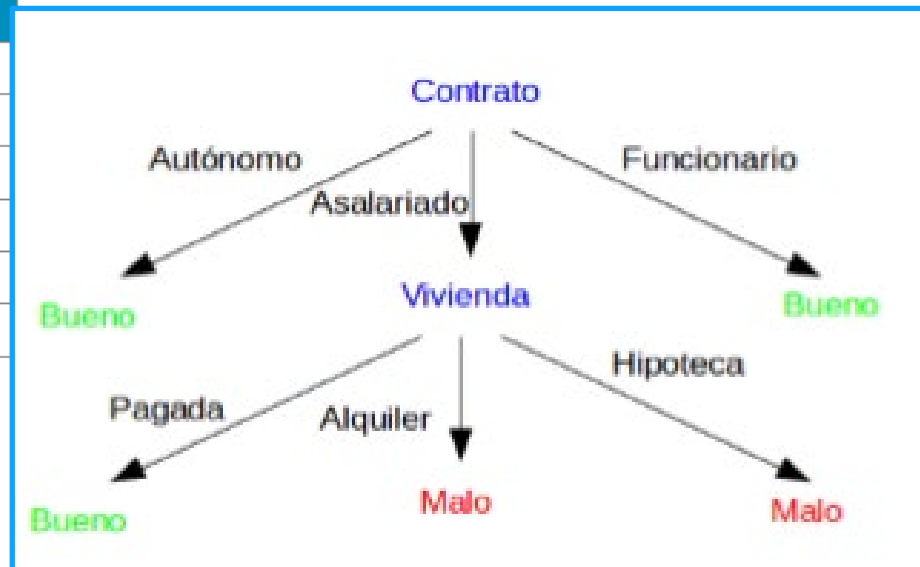 Contrato
Autónomo
Funcionario
Asalariado
Vivienda
Bueno
Bueno
Hipoteca
Pagada
Alquiler
Malo
Malo
Bueno